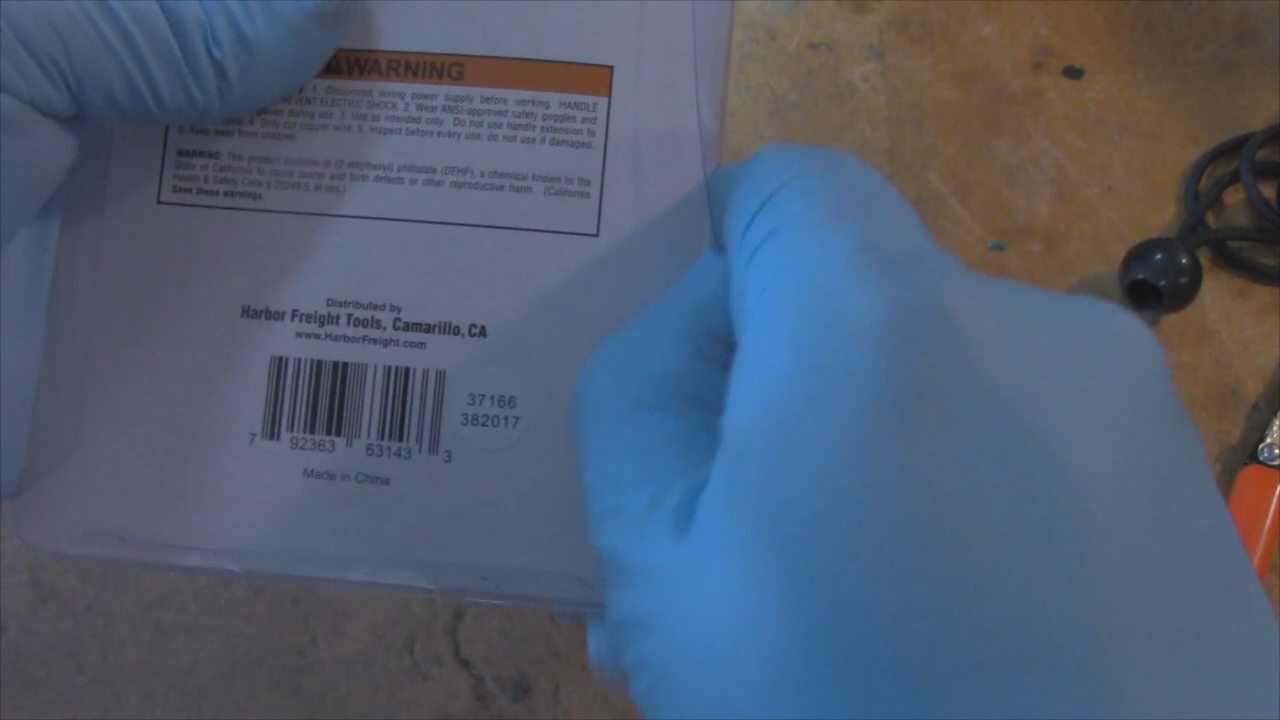 WARNING
1. Disconnect wiring power supply before working. HANDLE
EVENT ELECTRIC SHOCK. 2. Wear ANSI-approved safety goggles and
during use. 3. Use as intended only. Do not use handle extension to
4. Only cut copper wire. 5. Inspect before every use; do not use if damaged.
6. Keep away from children.
WARNING: This product contains di (2-ethylhexyl) phthalate (DEHP), a chemical known to the
State of California to cause cancer and birth defects or other reproductive harm. (California
Health & Safety Code § 25249.5, et seq.)
Save these warnings.
Distributed by
Harbor Freight Tools, Camarillo, CA
www.HarborFreight.com
37166
382017
7 92363 63143 3
Made in China